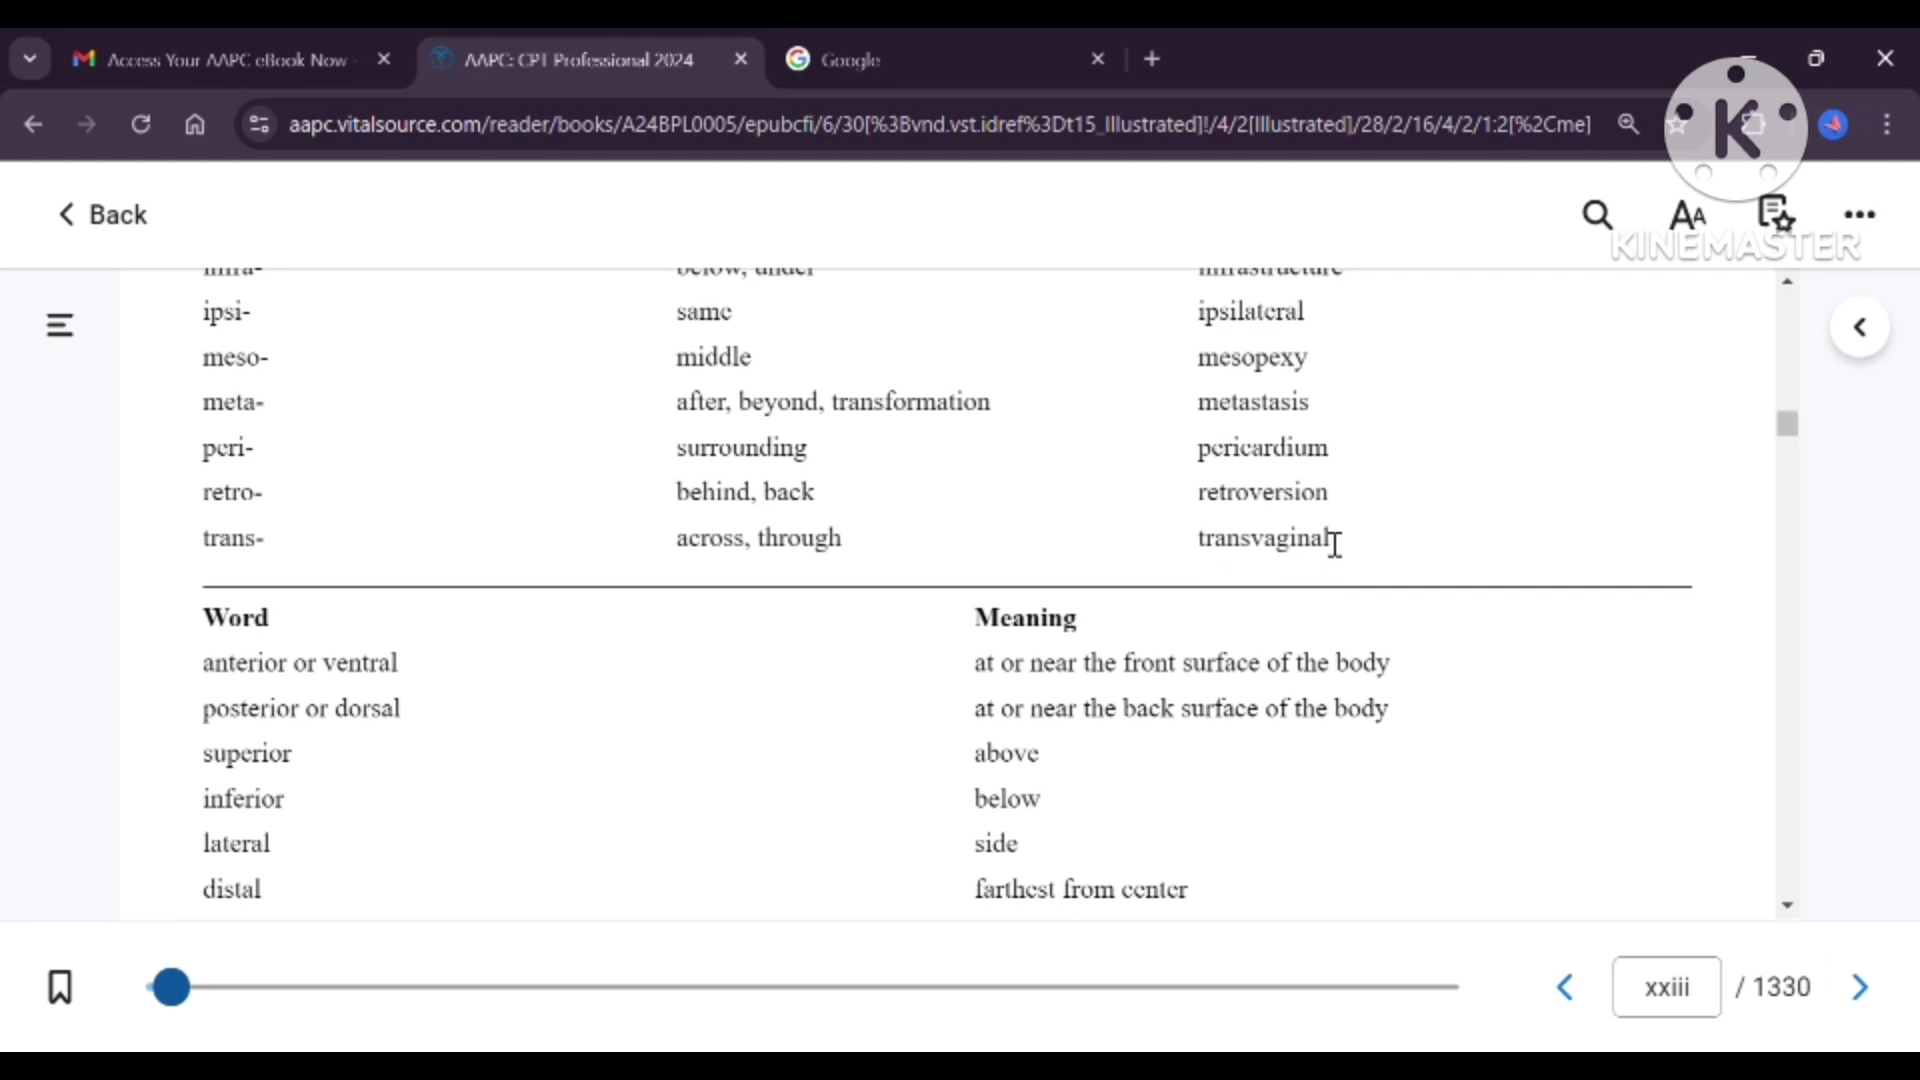 Access Your AAPC eBook Now -
AAPC: CPT Professional 2024
Google
aapc.vitalsource.com/reader/books/A24BPL0005/epubcfi/6/30[%3Bvnd.vst.idref%3Dt15_Illustrated]!/4/2[Illustrated]/28/2/16/4/2/1:2[%2Cme]
K
KINEMASTER
Back
AA
infra- below, under infrastructure
ipsi- same ipsilateral
meso- middle mesopexy
meta- after, beyond, transformation metastasis
peri- surrounding pericardium
retro- behind, back retroversion
trans- across, through transvaginal
Word Meaning
anterior or ventral at or near the front surface of the body
posterior or dorsal at or near the back surface of the body
superior above
inferior below
lateral side
distal farthest from center
xxiii / 1330